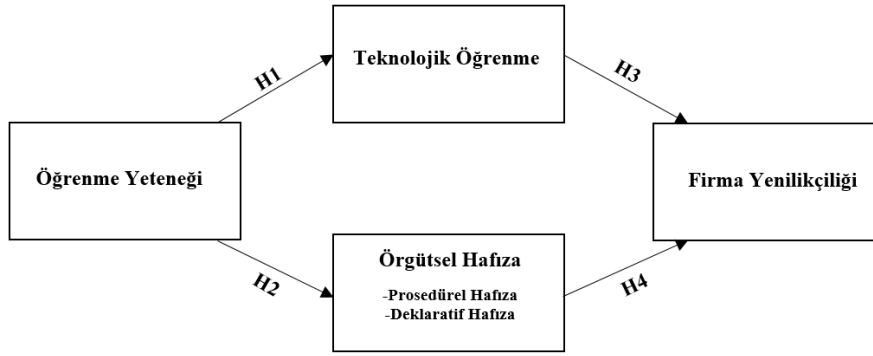 Teknolojik Öğrenme
H1
H3
Öğrenme Yeteneği
Firma Yenilikçiliği
H2
Örgütsel Hafıza
-Prosedürel Hafıza
-Deklaratif Hafıza
H4